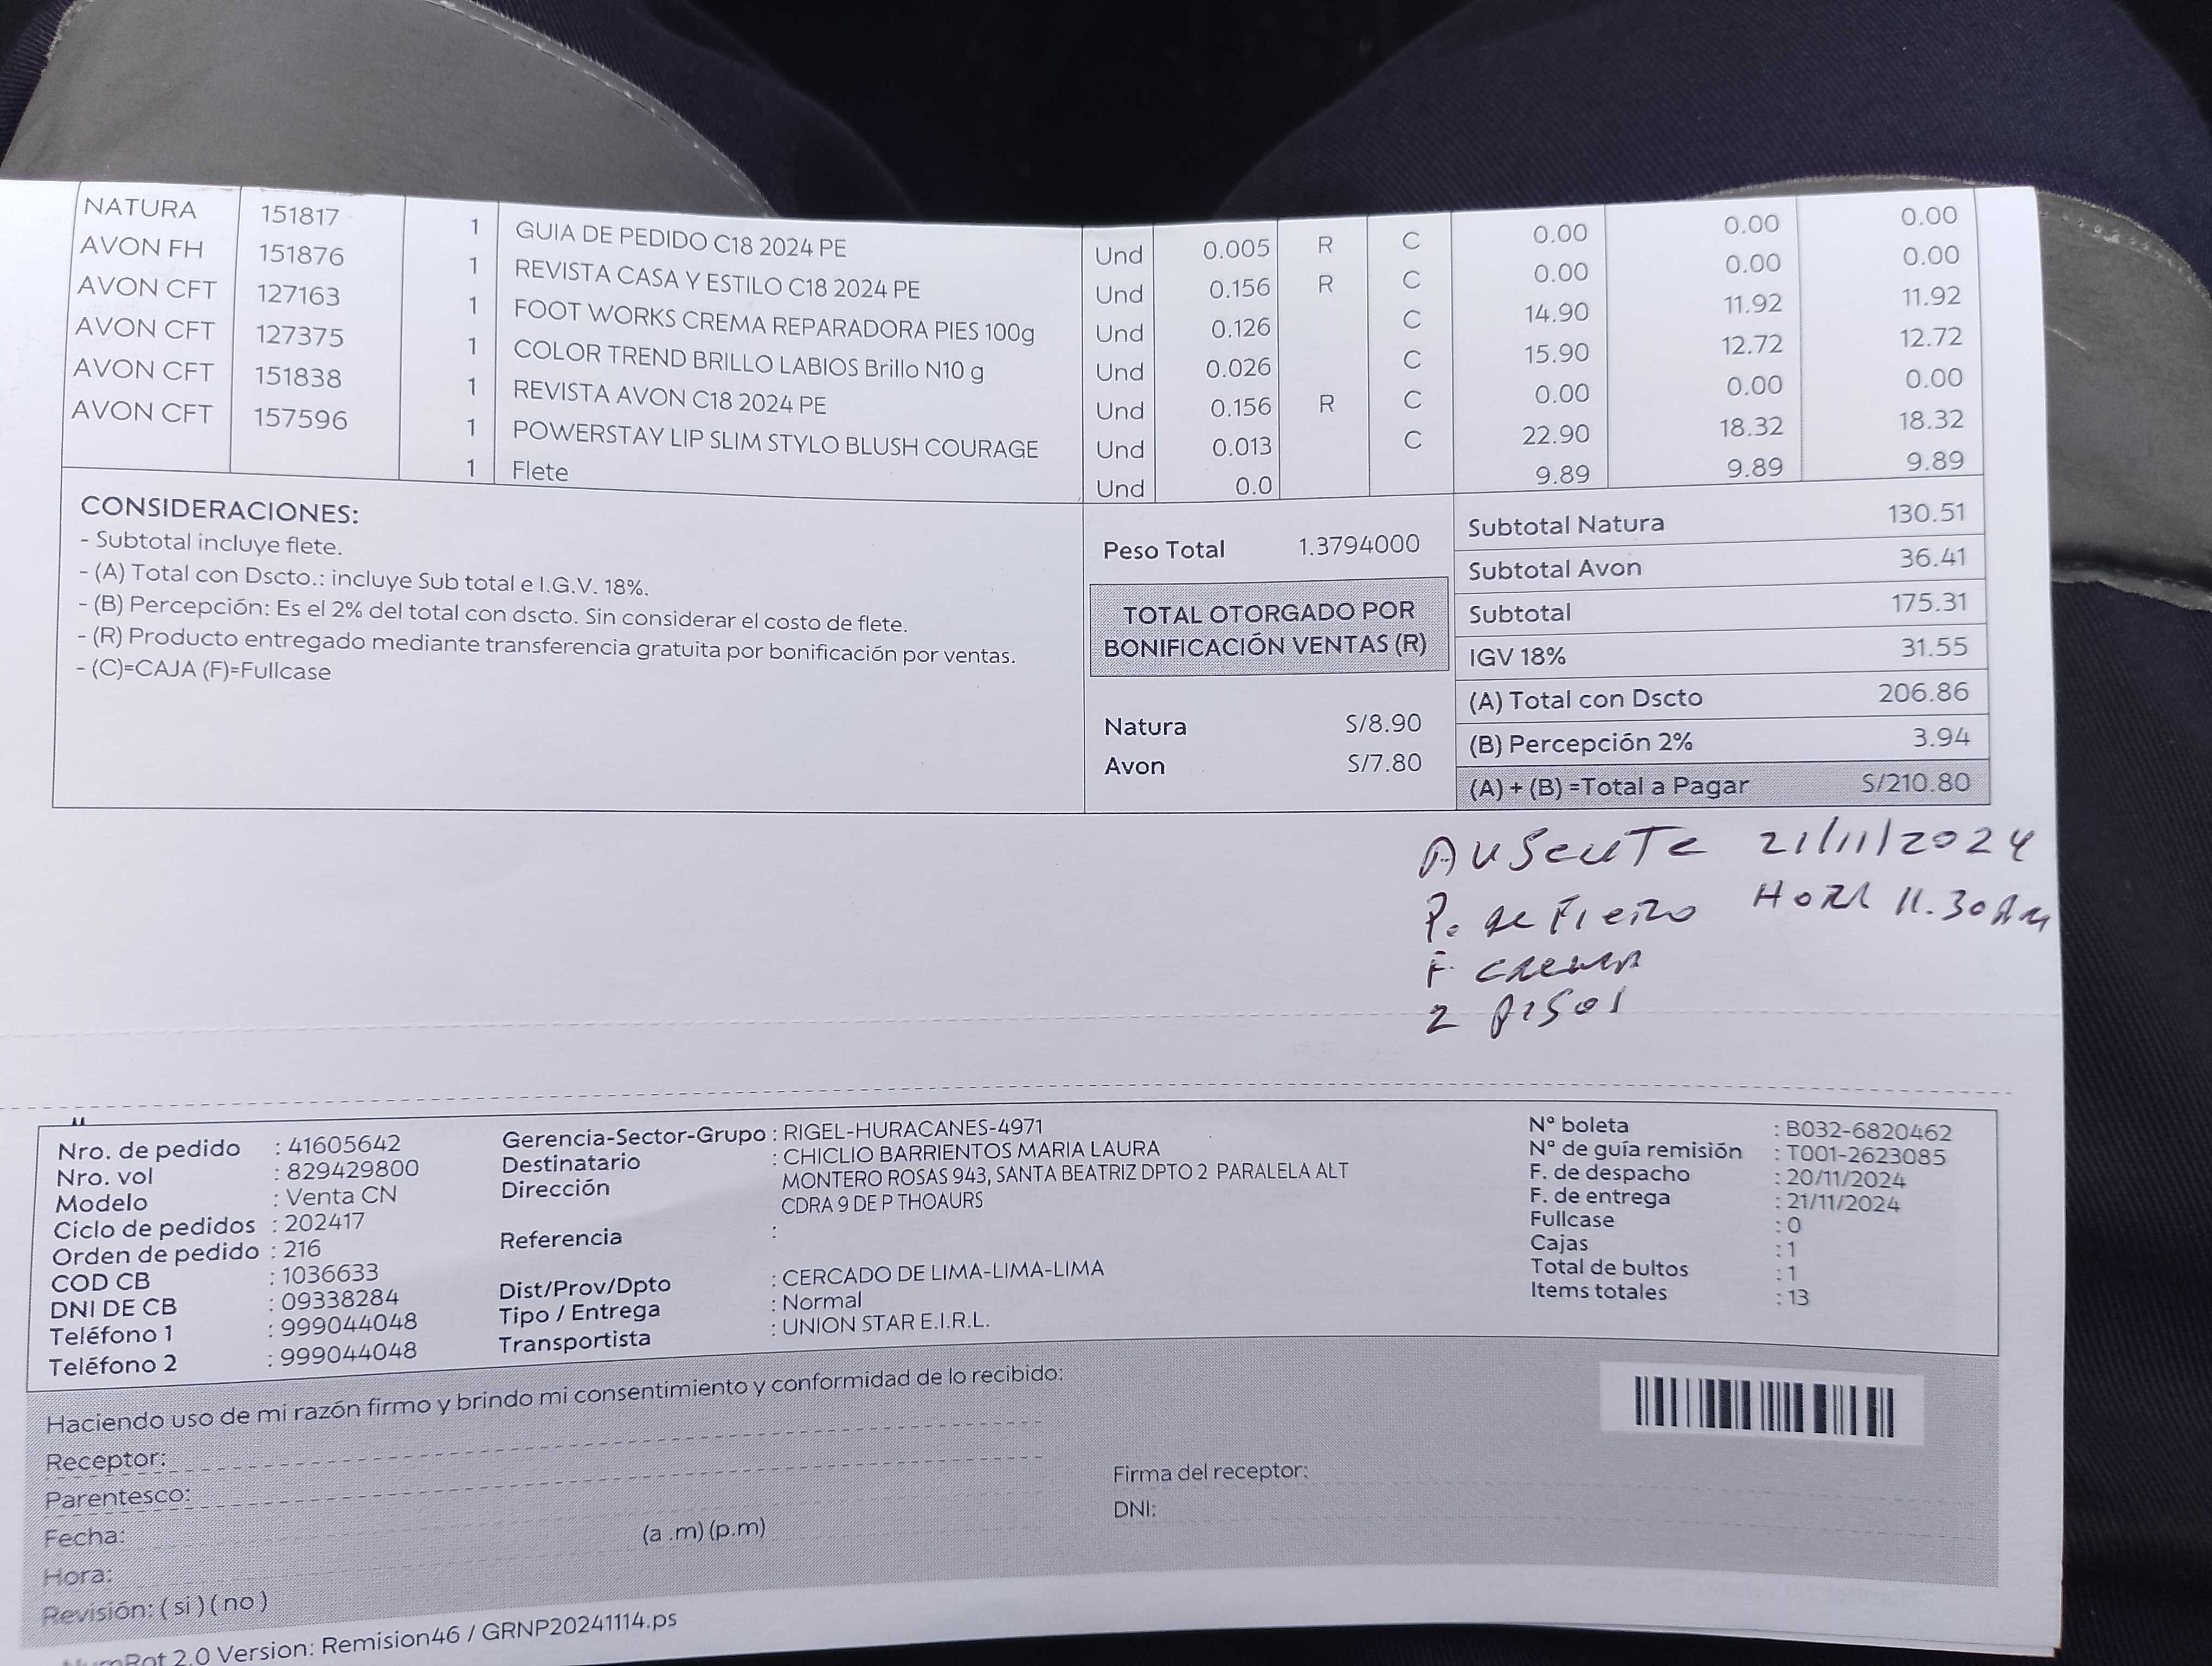 NATURA 151817 1 GUIA DE PEDIDO C18 2024 PE Und 0.005 R C 0.00 0.00 0.00
AVON FH 151876 1 REVISTA CASA Y ESTILO C18 2024 PE Und 0.156 R C 0.00 0.00 0.00
AVON CFT 127163 1 FOOT WORKS CREMA REPARADORA PIES 100g Und 0.126 C 14.90 11.92 11.92
AVON CFT 127375 1 COLOR TREND BRILLO LABIOS Brillo N10 g Und 0.026 C 15.90 12.72 12.72
AVON CFT 151838 1 REVISTA AVON C18 2024 PE Und 0.156 R C 0.00 0.00 0.00
AVON CFT 157596 1 POWERSTAY LIP SLIM STYLO BLUSH COURAGE Und 0.013 C 22.90 18.32 18.32
1 Flete Und 0.0 9.89 9.89 9.89
CONSIDERACIONES:
- Subtotal incluye flete.
- (A) Total con Dscto.: incluye Sub total e I.G.V. 18%.
- (B) Percepción: Es el 2% del total con dscto. Sin considerar el costo de flete.
- (R) Producto entregado mediante transferencia gratuita por bonificación por ventas.
- (C)=CAJA (F)=Fullcase
Peso Total 1.3794000
TOTAL OTORGADO POR
BONIFICACIÓN VENTAS (R)
Natura S/8.90
Avon S/7.80
Subtotal Natura 130.51
Subtotal Avon 36.41
Subtotal 175.31
IGV 18% 31.55
(A) Total con Dscto 206.86
(B) Percepción 2% 3.94
(A) + (B) =Total a Pagar S/210.80
AUSENTE 21/11/2024
P. de FIERRO HORA 11.30 AM
F. CREMA
2 PISOS
Nro. de pedido : 41605642
Nro. vol : 829429800
Modelo : Venta CN
Ciclo de pedidos : 202417
Orden de pedido : 216
COD CB : 1036633
DNI DE CB : 09338284
Teléfono 1 : 999044048
Teléfono 2 : 999044048
Gerencia-Sector-Grupo : RIGEL-HURACANES-4971
Destinatario : CHICLIO BARRIENTOS MARIA LAURA
Dirección MONTERO ROSAS 943, SANTA BEATRIZ DPTO 2 PARALELA ALT
CDRA 9 DE P THOAURS
Referencia :
Dist/Prov/Dpto : CERCADO DE LIMA-LIMA-LIMA
Tipo / Entrega : Normal
Transportista : UNION STAR E.I.R.L.
N° boleta : B032-6820462
N° de guía remisión : T001-2623085
F. de despacho : 20/11/2024
F. de entrega : 21/11/2024
Fullcase : 0
Cajas : 1
Total de bultos : 1
Items totales : 13
Haciendo uso de mi razón firmo y brindo mi consentimiento y conformidad de lo recibido:
Receptor:
Parentesco:
Fecha: (a .m) (p.m)
Hora:
Revisión: ( si ) ( no )
Firma del receptor:
DNI:
2.0 Version: Remision46 / GRNP20241114.ps